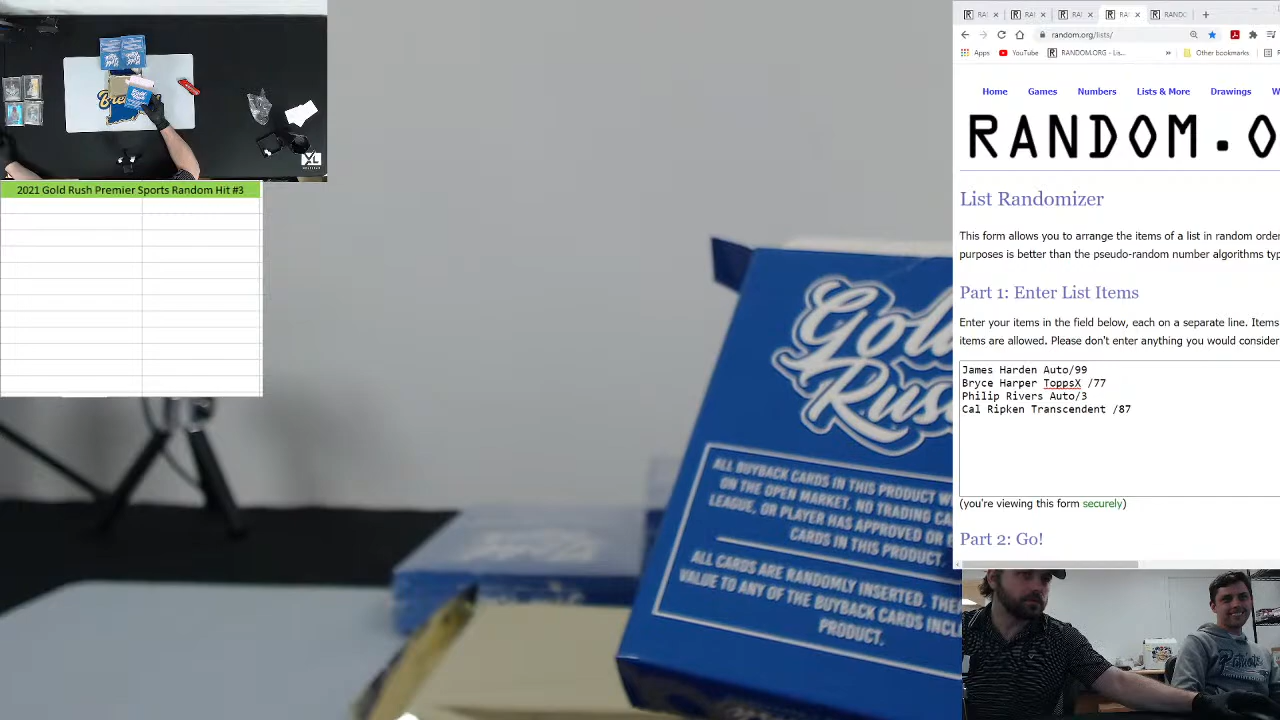 2021 Gold Rush Premier Sports Random Hit #3
Gold
Rush
ALL BUYBACK CARDS IN THIS PRODUCT W
ON THE OPEN MARKET. NO TRADING CA
LEAGUE, OR PLAYER HAS APPROVED OR
CARDS IN THIS PRODUCT.
ALL CARDS ARE RANDOMLY INSERTED. THE
VALUE TO ANY OF THE BUYBACK CARDS INCL
PRODUCT.
random.org/lists/
Apps YouTube RANDOM.ORG - Lis... » Other bookmarks
Home Games Numbers Lists & More Drawings W
RANDOM.O
List Randomizer
This form allows you to arrange the items of a list in random orde
purposes is better than the pseudo-random number algorithms typ
Part 1: Enter List Items
Enter your items in the field below, each on a separate line. Items
items are allowed. Please don't enter anything you would consider
James Harden Auto/99
Bryce Harper ToppsX /77
Philip Rivers Auto/3
Cal Ripken Transcendent /87
(you're viewing this form securely)
Part 2: Go!
Patriots